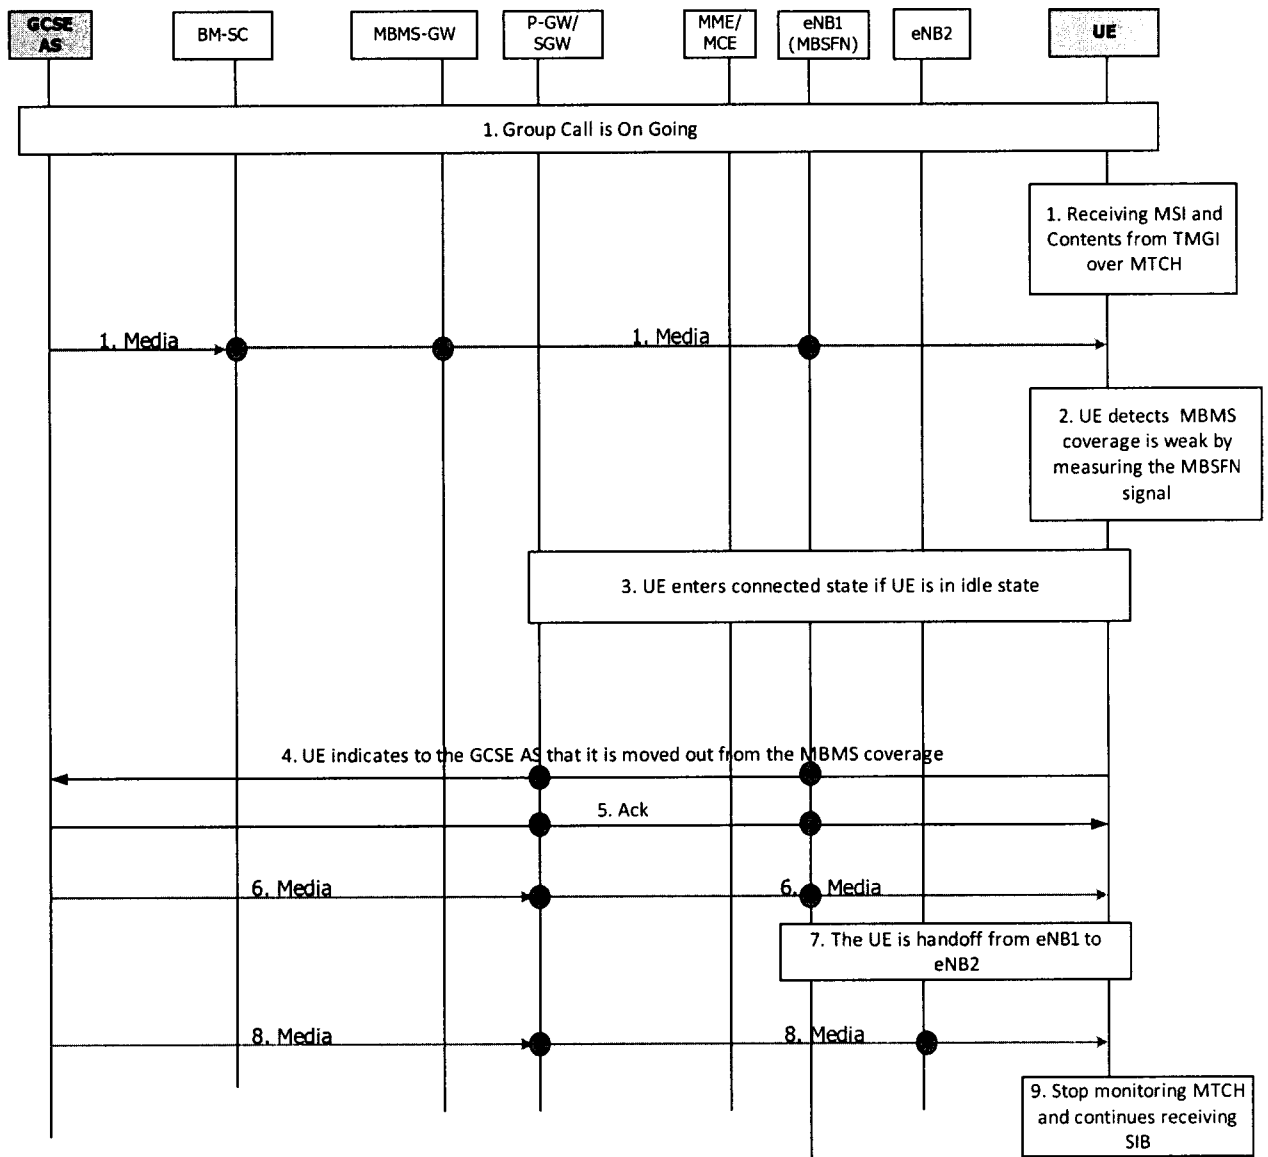 GCSE
AS
BM-SC
MBMS-GW
P-GW/
SGW
MME/
MCE
eNB1
(MBSFN)
eNB2
UE
1. Group Call is On Going
1. Receiving MSI and
Contents from TMGI
over MTCH
1. Media
1. Media
2. UE detects MBMS
coverage is weak by
measuring the MBSFN
signal
3. UE enters connected state if UE is in idle state
4. UE indicates to the GCSE AS that it is moved out from the MBMS coverage
5. Ack
6. Media
6. Media
7. The UE is handoff from eNB1 to
eNB2
8. Media
8. Media
9. Stop monitoring MTCH
and continues receiving
SIB